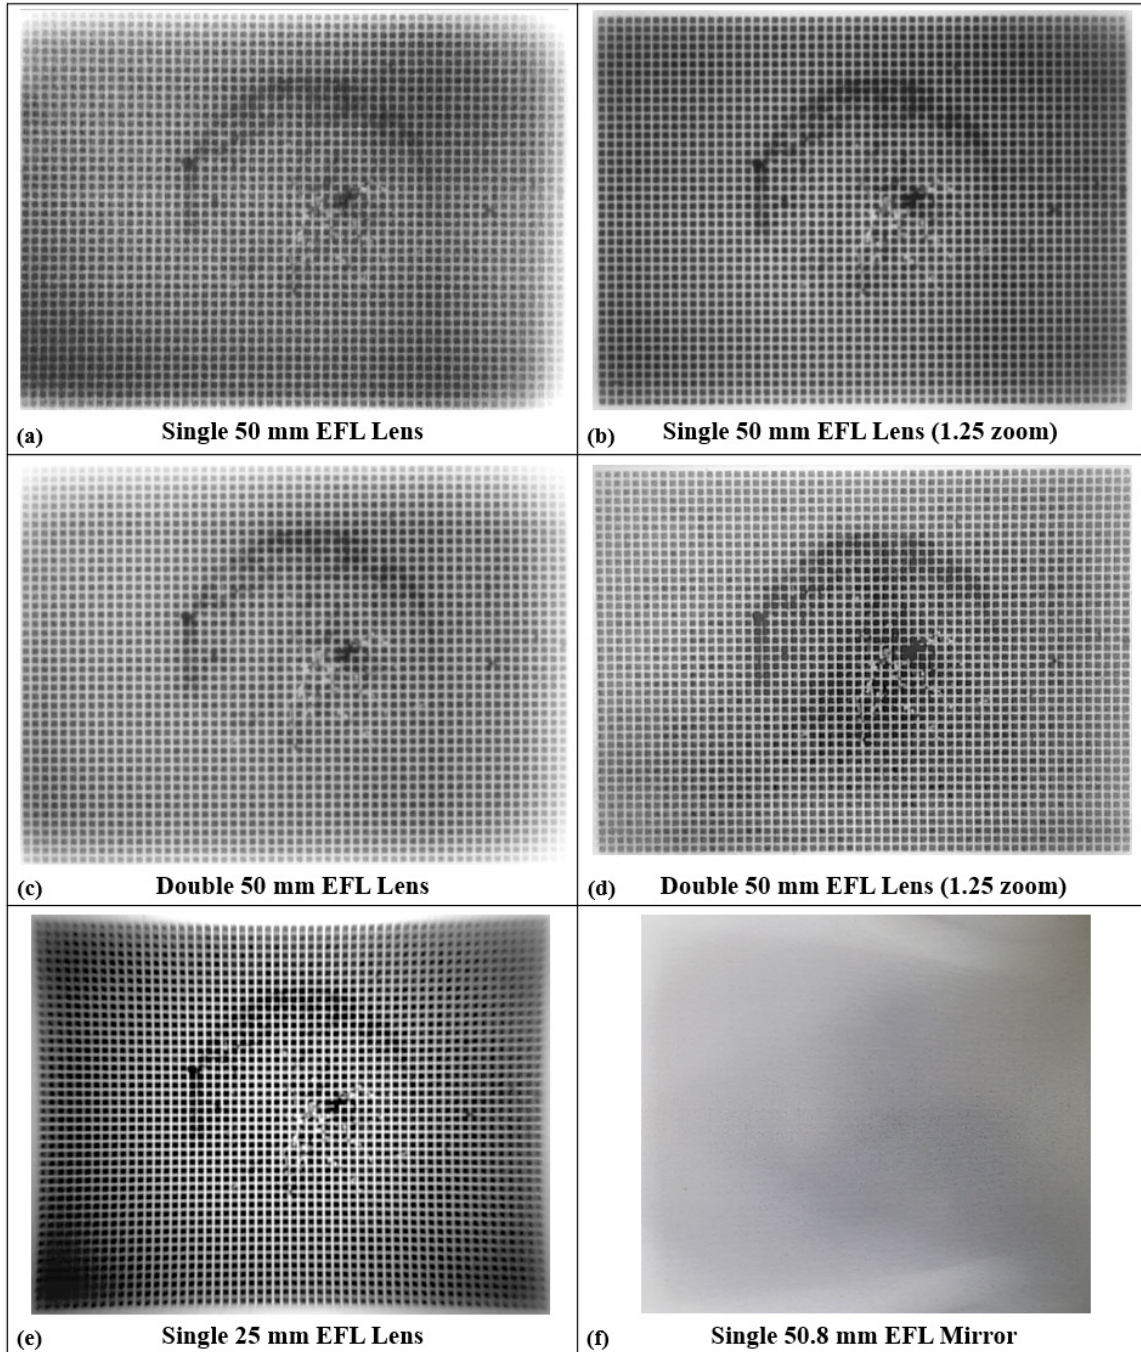 (a) Single 50 mm EFL Lens
(b) Single 50 mm EFL Lens (1.25 zoom)
(c) Double 50 mm EFL Lens
(d) Double 50 mm EFL Lens (1.25 zoom)
(e) Single 25 mm EFL Lens
(f) Single 50.8 mm EFL Mirror